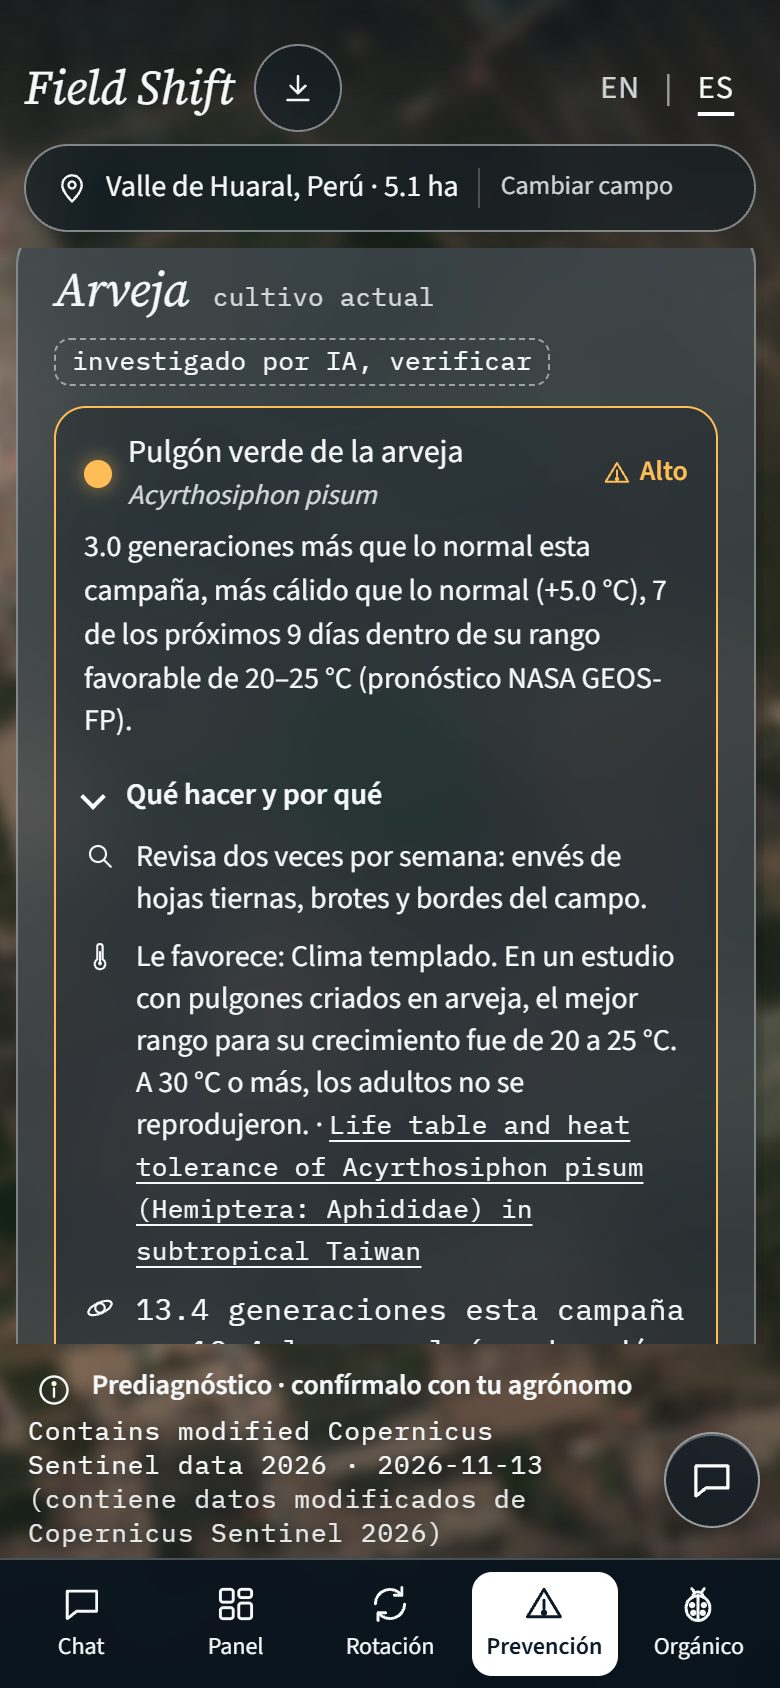 Field Shift
EN | ES
Valle de Huaral, Perú · 5.1 ha | Cambiar campo
Arveja cultivo actual
investigado por IA, verificar
Pulgón verde de la arveja
Acyrthosiphon pisum
Alto
3.0 generaciones más que lo normal esta
campaña, más cálido que lo normal (+5.0 °C), 7
de los próximos 9 días dentro de su rango
favorable de 20–25 °C (pronóstico NASA GEOS-
FP).
Qué hacer y por qué
Revisa dos veces por semana: envés de
hojas tiernas, brotes y bordes del campo.
Le favorece: Clima templado. En un estudio
con pulgones criados en arveja, el mejor
rango para su crecimiento fue de 20 a 25 °C.
A 30 °C o más, los adultos no se
reprodujeron. · Life table and heat
tolerance of Acyrthosiphon pisum
(Hemiptera: Aphididae) in
subtropical Taiwan
13.4 generaciones esta campaña
Prediagnóstico · confírmalo con tu agrónomo
Contains modified Copernicus
Sentinel data 2026 · 2026-11-13
(contiene datos modificados de
Copernicus Sentinel 2026)
Chat
Panel
Rotación
Prevención
Orgánico